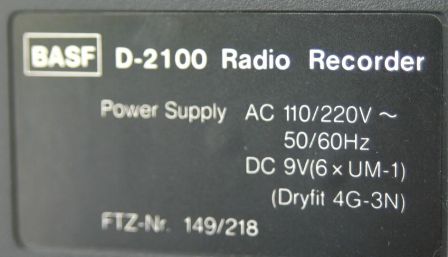 BASF D-2100 Radio Recorder
Power Supply AC 110/220V ~
50/60Hz
DC 9V(6 x UM-1)
(Dryfit 4G-3N)
FTZ-Nr. 149/218